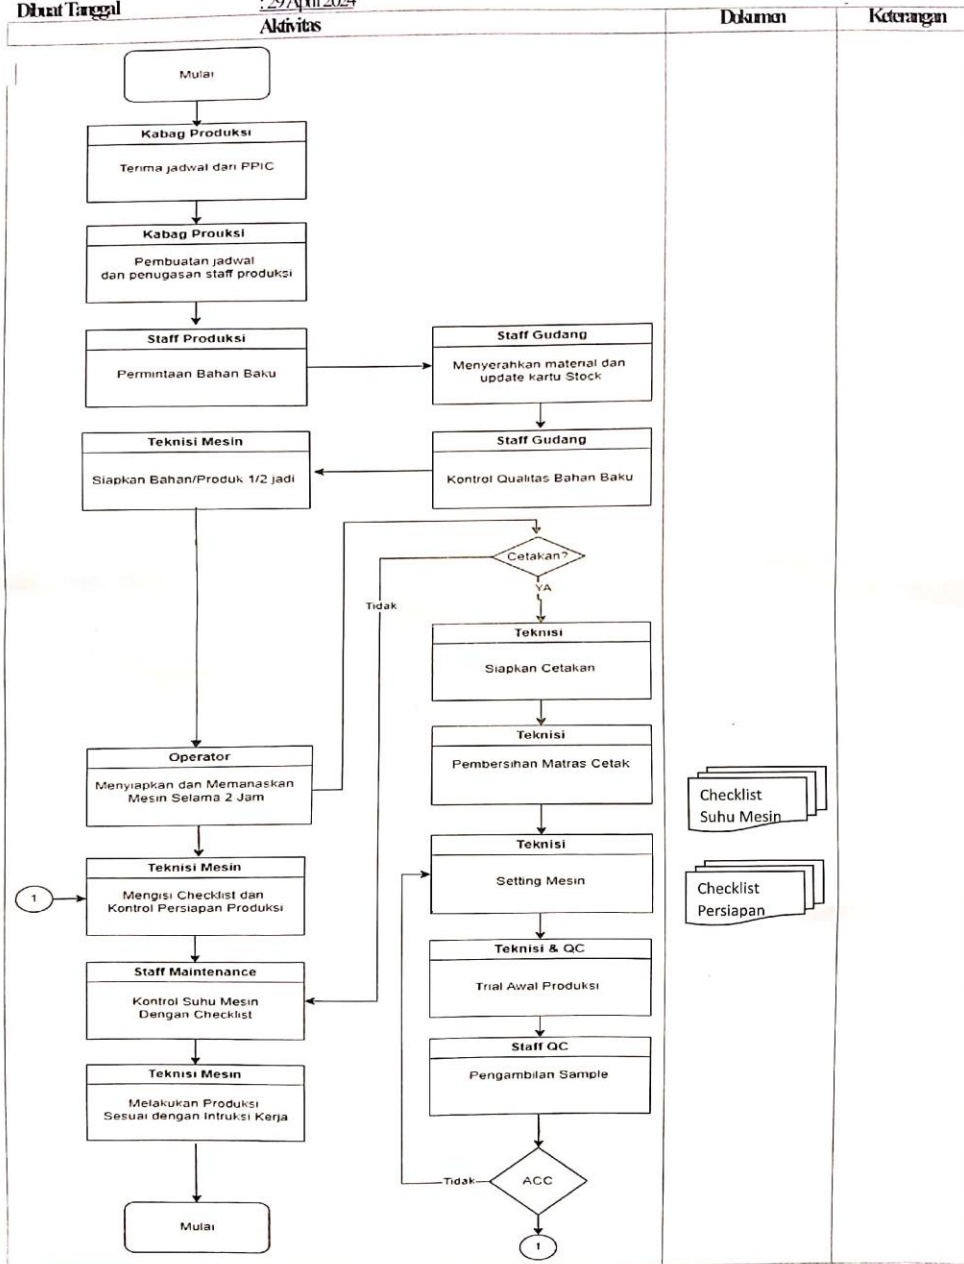 Dibuat Tanggal : 29 April 2024
Aktivitas Dokumen Keterangan
Mulai
Kabag Produksi
Terima jadwal dari PPIC
Kabag Prouksi
Pembuatan jadwal
dan penugasan staff produksi
Staff Produksi
Permintaan Bahan Baku
Staff Gudang
Menyerahkan material dan
update kartu Stock
Staff Gudang
Kontrol Qualitas Bahan Baku
Teknisi Mesin
Siapkan Bahan/Produk 1/2 jadi
Cetakan?
YA
Tidak
Teknisi
Siapkan Cetakan
Teknisi
Pembersihan Matras Cetak
Operator
Menyiapkan dan Memanaskan
Mesin Selama 2 Jam
Checklist
Suhu Mesin
Teknisi
Setting Mesin
Teknisi Mesin
Mengisi Checklist dan
Kontrol Persiapan Produksi
1
Checklist
Persiapan
Teknisi & QC
Trial Awal Produksi
Staff Maintenance
Kontrol Suhu Mesin
Dengan Checklist
Staff QC
Pengambilan Sample
Teknisi Mesin
Melakukan Produksi
Sesuai dengan Intruksi Kerja
Tidak
ACC
Mulai
1